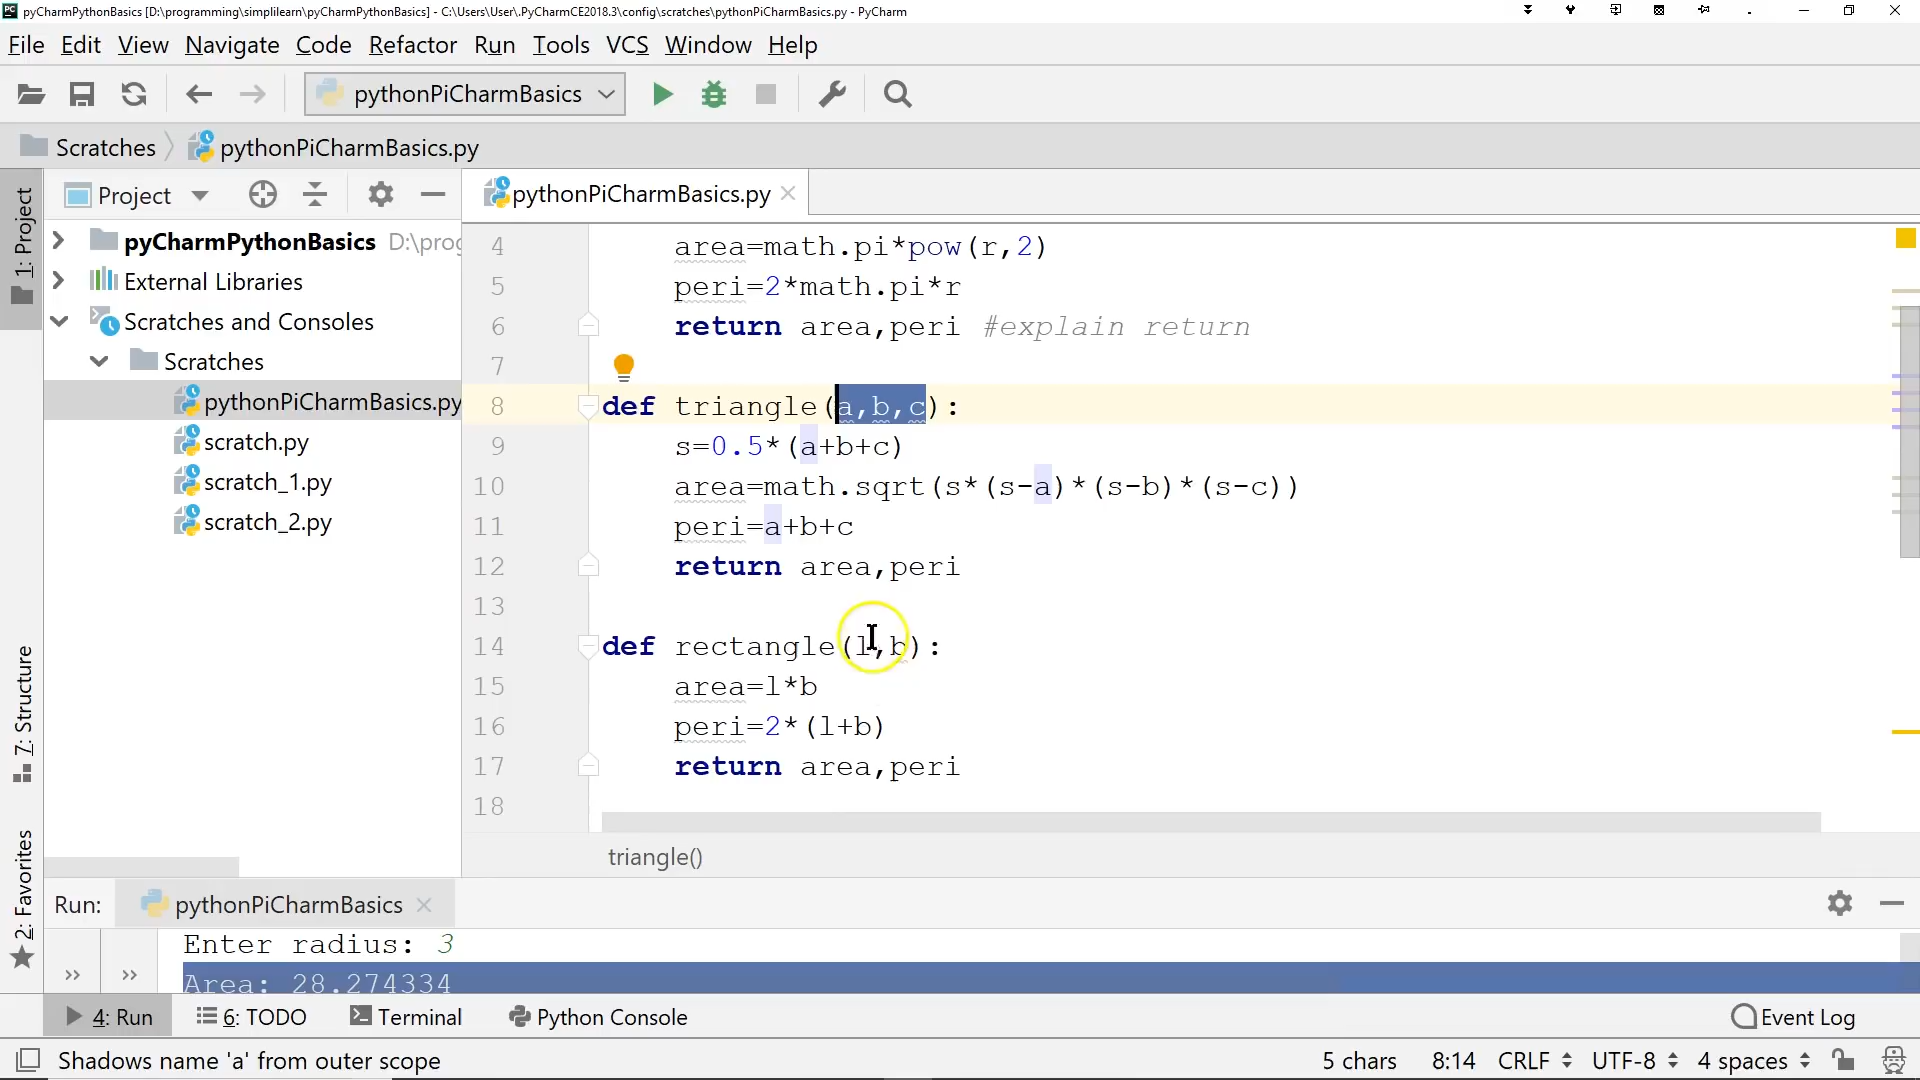 pyCharmPythonBasics [D:\programming\simplilearn\pyCharmPythonBasics] - C:\Users\User\.PyCharmCE2018.3\config\scratches\pythonPiCharmBasics.py - PyCharm
File Edit View Navigate Code Refactor Run Tools VCS Window Help
pythonPiCharmBasics
Scratches pythonPiCharmBasics.py
1: Project
7: Structure
2: Favorites
Project
pyCharmPythonBasics D:\prog
External Libraries
Scratches and Consoles
Scratches
pythonPiCharmBasics.py
scratch.py
scratch_1.py
scratch_2.py
pythonPiCharmBasics.py
4 area=math.pi*pow(r,2)
5 peri=2*math.pi*r
6 return area,peri #explain return
7
8 def triangle(a,b,c):
9 s=0.5*(a+b+c)
10 area=math.sqrt(s*(s-a)*(s-b)*(s-c))
11 peri=a+b+c
12 return area,peri
13
14 def rectangle(l,b):
15 area=l*b
16 peri=2*(l+b)
17 return area,peri
18
triangle()
Run: pythonPiCharmBasics
Enter radius: 3
Area: 28.274334
4: Run 6: TODO Terminal Python Console Event Log
Shadows name 'a' from outer scope 5 chars 8:14 CRLF UTF-8 4 spaces